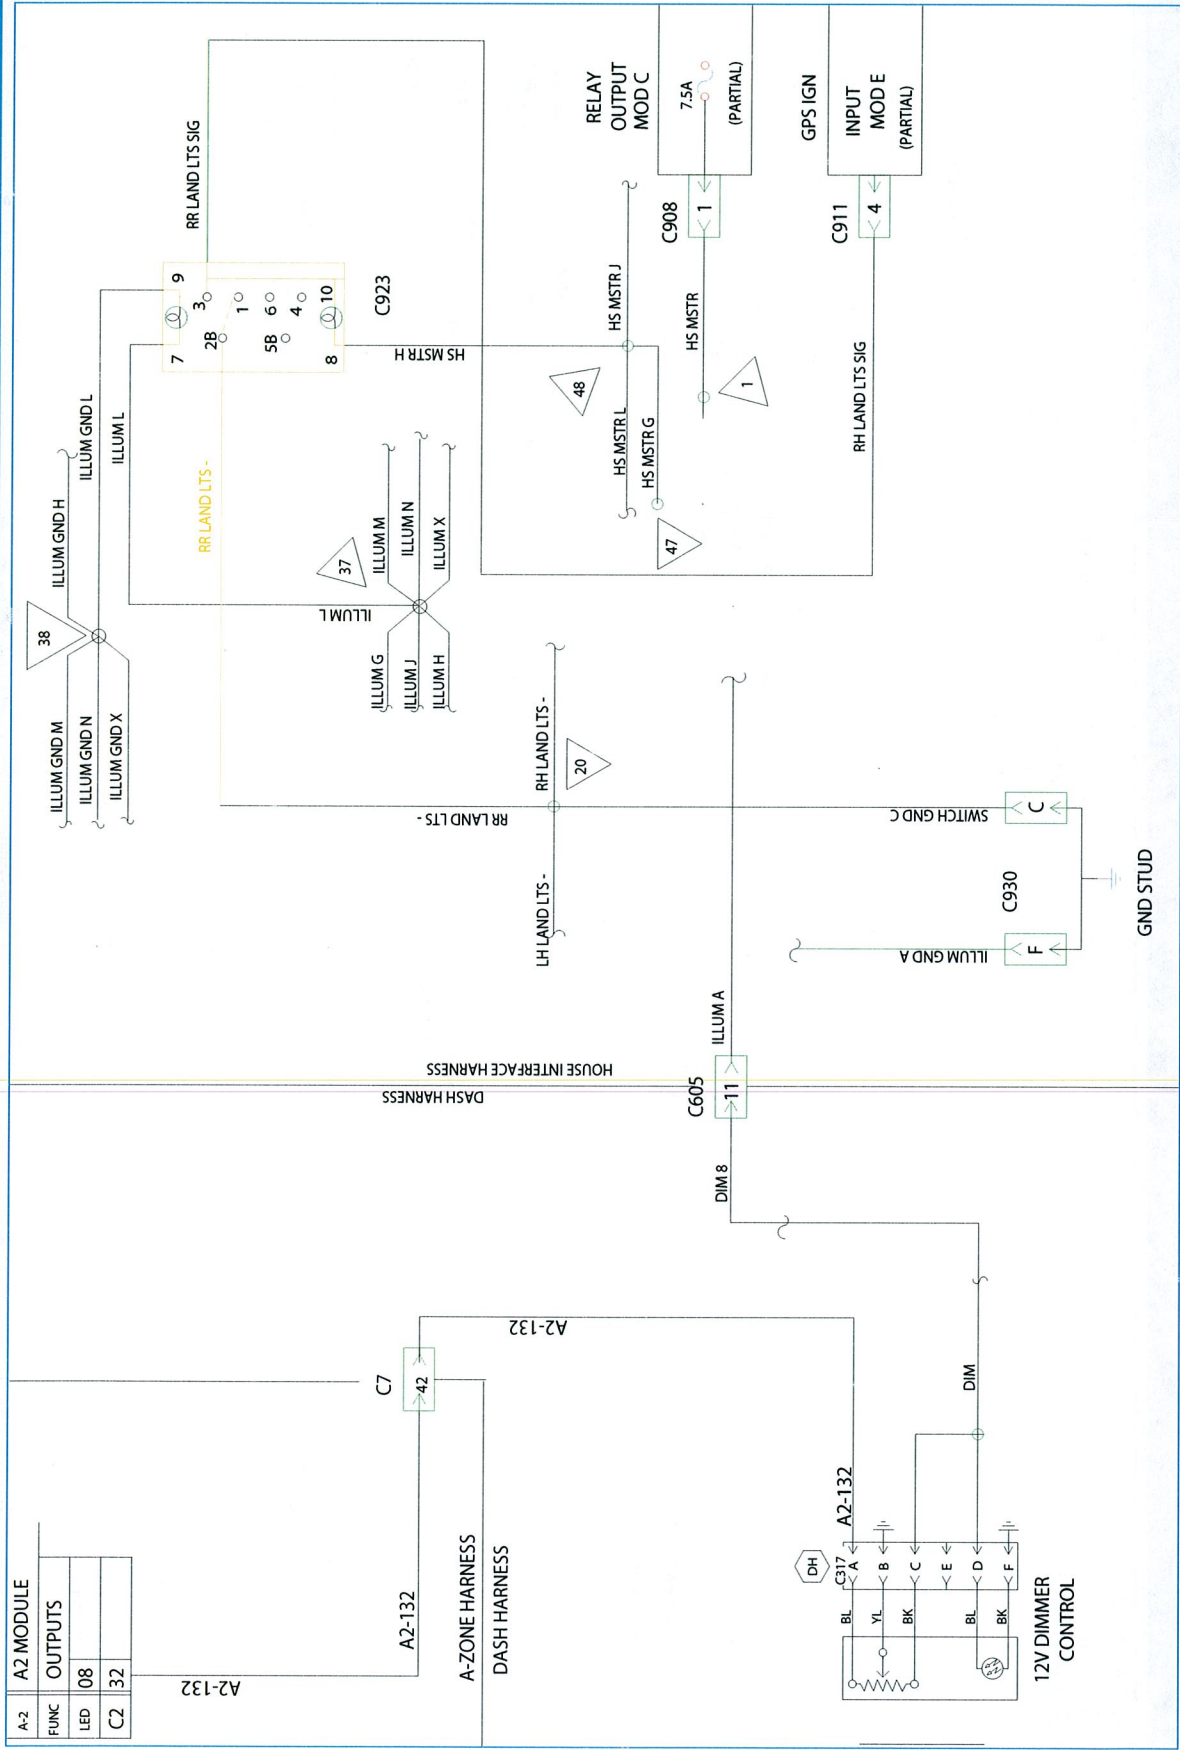 A-2 A2 MODULE
FUNC OUTPUTS
LED 08
C2 32
A2-132
A2-132
C7
42
A2-132
A-ZONE HARNESS
DASH HARNESS
A2-132
DH
C317
A
B
C
E
D
F
BL
YL
BK
BL
BK
12V DIMMER
CONTROL
DIM
DIM 8
C605
11
DASH HARNESS
HOUSE INTERFACE HARNESS
ILLUM A
ILLUM GND A
F
C930
C
SWITCH GND C
GND STUD
LH LAND LTS -
RH LAND LTS -
20
RR LAND LTS -
RR LAND LTS -
ILLUM GND M
ILLUM GND N
ILLUM GND X
38
ILLUM GND H
ILLUM GND L
ILLUM L
ILLUM L
37
ILLUM G
ILLUM J
ILLUM H
ILLUM M
ILLUM N
ILLUM X
RR LAND LTS SIG
7
9
2B
3
1
5B
6
4
8
10
C923
HS MSTR H
48
HS MSTR L
HS MSTR G
HS MSTR J
47
HS MSTR
1
RH LAND LTS SIG
C908
1
RELAY
OUTPUT
MOD C
7.5A
(PARTIAL)
C911
4
GPS IGN
INPUT
MOD E
(PARTIAL)